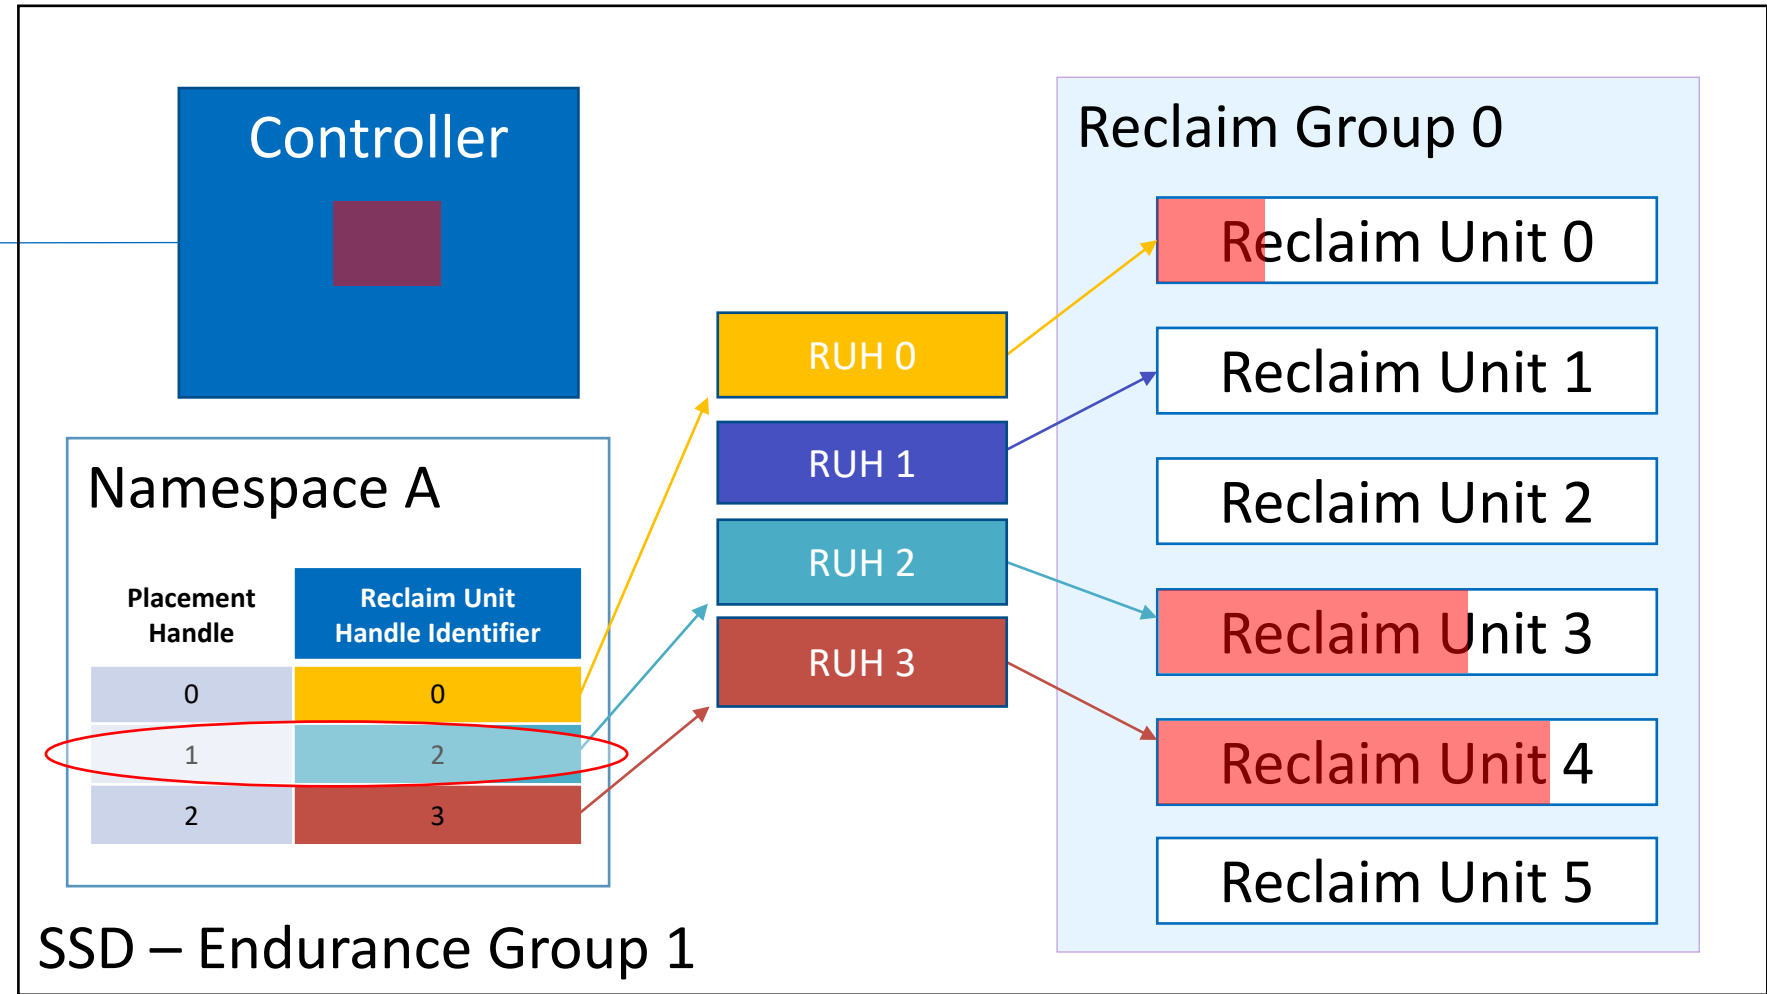 Controller
Namespace A
Placement
Handle
Reclaim Unit
Handle Identifier
0 0
1 2
2 3
RUH 0
RUH 1
RUH 2
RUH 3
Reclaim Group 0
Reclaim Unit 0
Reclaim Unit 1
Reclaim Unit 2
Reclaim Unit 3
Reclaim Unit 4
Reclaim Unit 5
SSD – Endurance Group 1